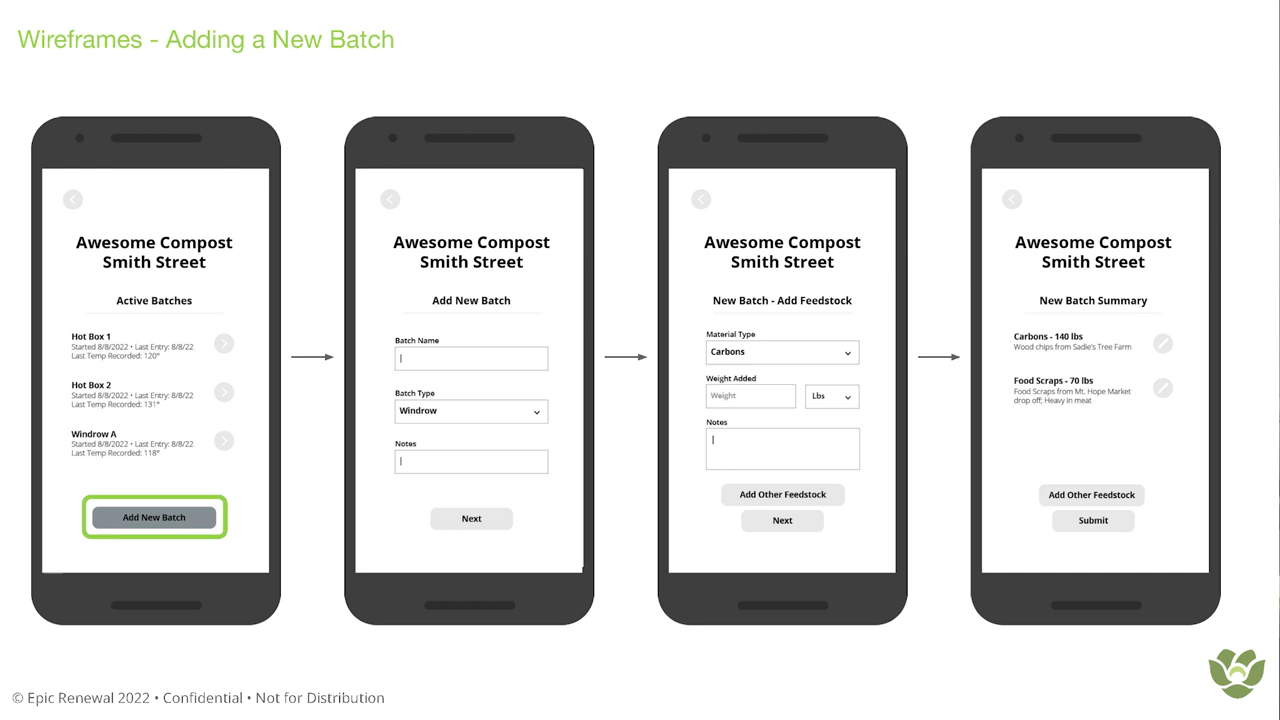 Wireframes - Adding a New Batch
Awesome Compost
Smith Street
Active Batches
Hot Box 1
Started 8/8/2022 • Last Entry: 8/8/22
Last Temp Recorded: 120°
Hot Box 2
Started 8/8/2022 • Last Entry: 8/8/22
Last Temp Recorded: 131°
Windrow A
Started 8/8/2022 • Last Entry: 8/8/22
Last Temp Recorded: 118°
Add New Batch
Awesome Compost
Smith Street
Add New Batch
Batch Name
Batch Type
Windrow
Notes
Next
Awesome Compost
Smith Street
New Batch - Add Feedstock
Material Type
Carbons
Weight Added
Weight
Lbs
Notes
Add Other Feedstock
Next
Awesome Compost
Smith Street
New Batch Summary
Carbons - 140 lbs
Wood chips from Sadie's Tree Farm
Food Scraps - 70 lbs
Food Scraps from Mt. Hope Market
drop off; Heavy in meat
Add Other Feedstock
Submit
© Epic Renewal 2022 • Confidential • Not for Distribution